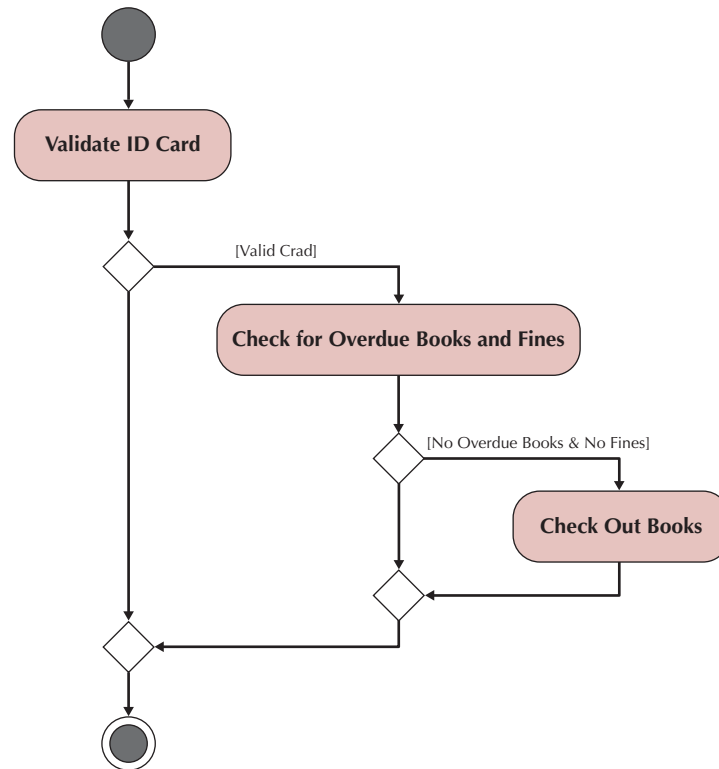 Validate ID Card
[Valid Crad]
Check for Overdue Books and Fines
[No Overdue Books & No Fines]
Check Out Books